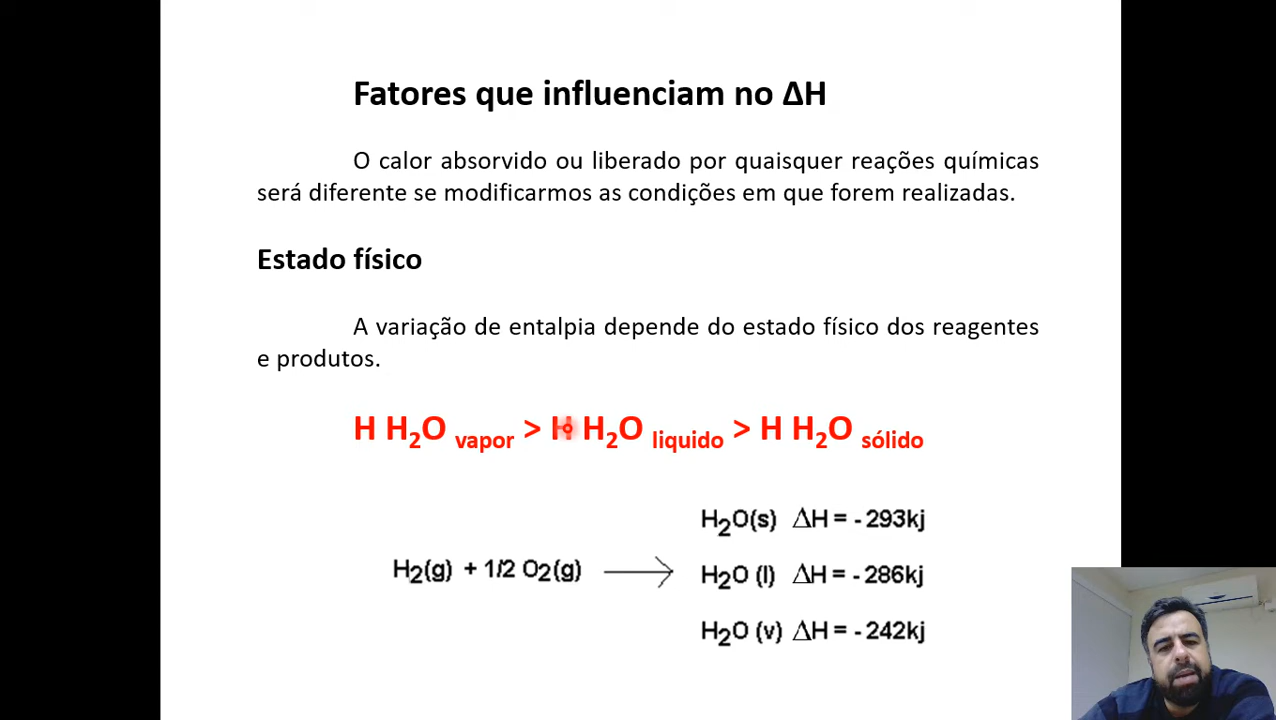 Fatores que influenciam no ΔH
O calor absorvido ou liberado por quaisquer reações químicas
será diferente se modificarmos as condições em que forem realizadas.
Estado físico
A variação de entalpia depende do estado físico dos reagentes
e produtos.
H H₂O vapor > H H₂O liquido > H H₂O sólido
H₂O(s) ΔH = - 293kj
H₂(g) + 1/2 O₂(g) ⟶ H₂O (l) ΔH = - 286kj
H₂O (v) ΔH = - 242kj